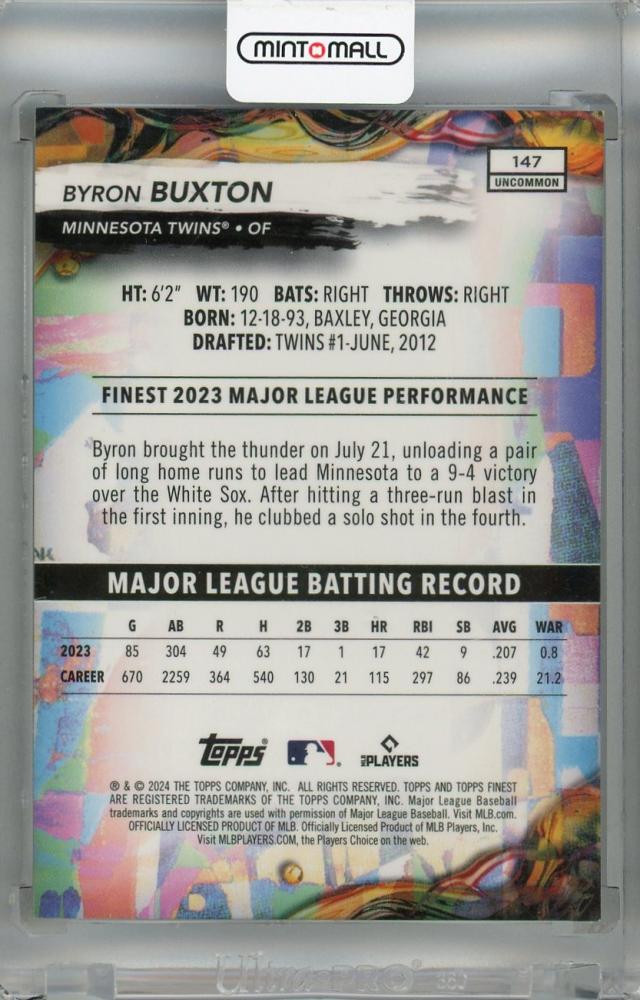 MINTOMALL
147
UNCOMMON
BYRON BUXTON
MINNESOTA TWINS® • OF
HT: 6'2" WT: 190 BATS: RIGHT THROWS: RIGHT
BORN: 12-18-93, BAXLEY, GEORGIA
DRAFTED: TWINS #1-JUNE, 2012
FINEST 2023 MAJOR LEAGUE PERFORMANCE
Byron brought the thunder on July 21, unloading a pair
of long home runs to lead Minnesota to a 9-4 victory
over the White Sox. After hitting a three-run blast in
the first inning, he clubbed a solo shot in the fourth.
MAJOR LEAGUE BATTING RECORD
G AB R H 2B 3B HR RBI SB AVG WAR
2023 85 304 49 63 17 1 17 42 9 .207 0.8
CAREER 670 2259 364 540 130 21 115 297 86 .239 21.2
Topps® ® MLB PLAYERS
® & © 2024 THE TOPPS COMPANY, INC. ALL RIGHTS RESERVED. TOPPS AND TOPPS FINEST
ARE REGISTERED TRADEMARKS OF THE TOPPS COMPANY, INC. Major League Baseball
trademarks and copyrights are used with permission of Major League Baseball. Visit MLB.com.
OFFICIALLY LICENSED PRODUCT OF MLB. Officially Licensed Product of MLB Players, Inc.
Visit MLBPLAYERS.COM, the Players Choice on the web.
Ultra·PRO®